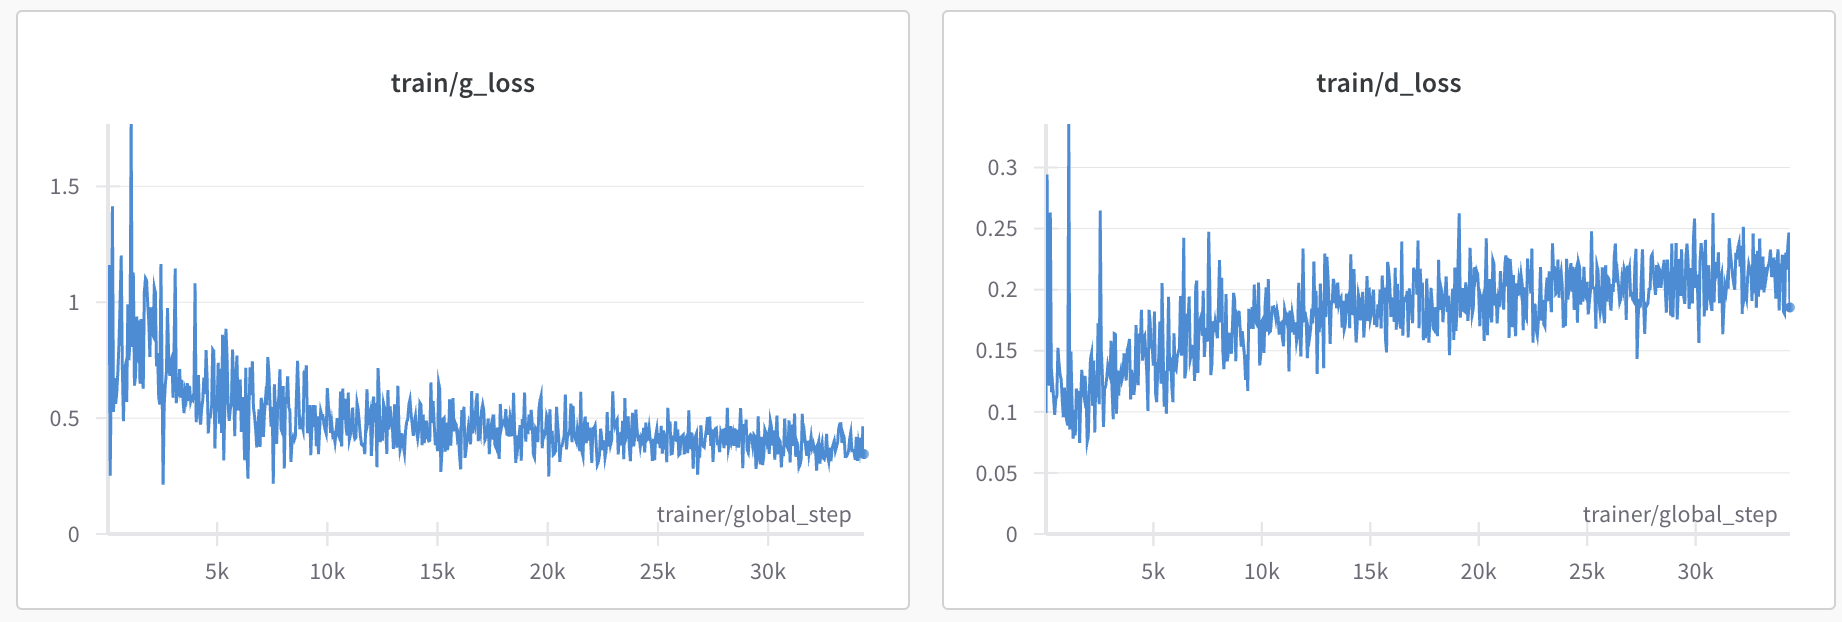 train/g_loss
1.5
1
0.5
0
trainer/global_step
5k 10k 15k 20k 25k 30k
train/d_loss
0.3
0.25
0.2
0.15
0.1
0.05
0
trainer/global_step
5k 10k 15k 20k 25k 30k